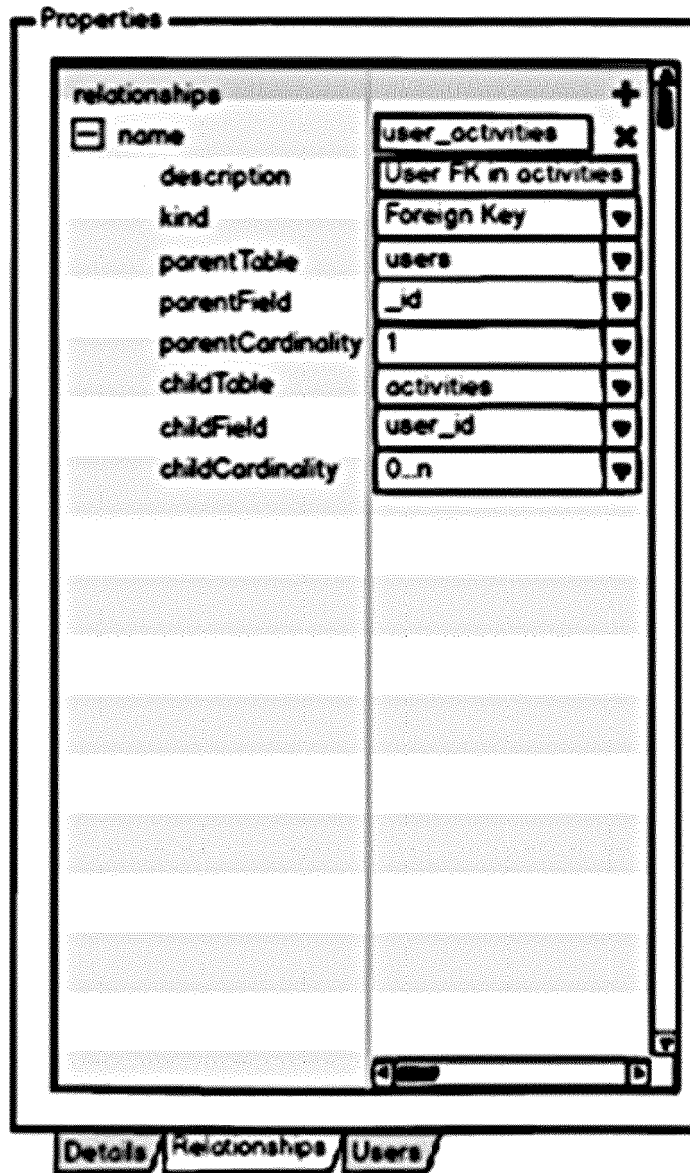 Properties
relationships
name user_activities
description User FK in activities
kind Foreign Key
parentTable users
parentField _id
parentCardinality 1
childTable activities
childField user_id
childCardinality 0...n
Details Relationships Users